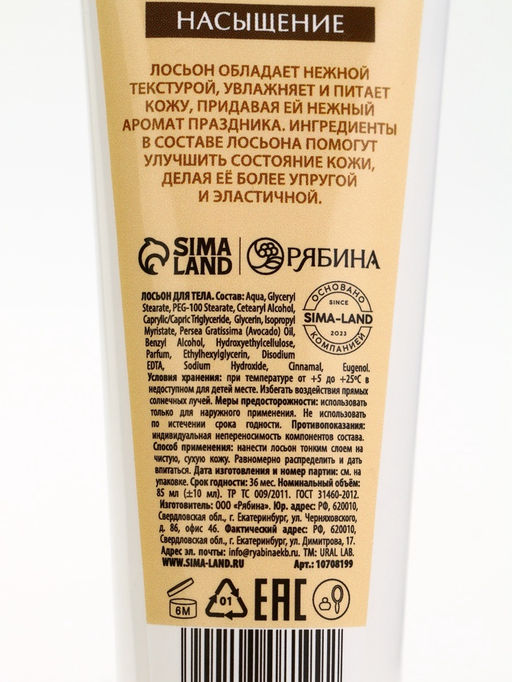 НАСЫЩЕНИЕ
ЛОСЬОН ОБЛАДАЕТ НЕЖНОЙ
ТЕКСТУРОЙ, УВЛАЖНЯЕТ И ПИТАЕТ
КОЖУ, ПРИДАВАЯ ЕЙ НЕЖНЫЙ
АРОМАТ ПРАЗДНИКА. ИНГРЕДИЕНТЫ
В СОСТАВЕ ЛОСЬОНА ПОМОГУТ
УЛУЧШИТЬ СОСТОЯНИЕ КОЖИ,
ДЕЛАЯ ЕЁ БОЛЕЕ УПРУГОЙ
И ЭЛАСТИЧНОЙ.
SIMA LAND
РЯБИНА
ЛОСЬОН ДЛЯ ТЕЛА. Состав: Aqua, Glyceryl
Stearate, PEG-100 Stearate, Cetearyl Alcohol,
Caprylic/Capric Triglyceride, Glycerin, Isopropyl
Myristate, Persea Gratissima (Avocado) Oil,
Benzyl Alcohol, Hydroxyethylcellulose,
Parfum, Ethylhexylglycerin, Disodium
EDTA, Sodium Hydroxide, Cinnamal, Eugenol.
ОСНОВАНО
SINCE
SIMA-LAND
2023
КОМПАНИЕЙ
Условия хранения: при температуре от +5 до +25°С в
недоступном для детей месте. Избегать воздействия прямых
солнечных лучей. Меры предосторожности: использовать
только для наружного применения. Не использовать
по истечении срока годности. Противопоказания:
индивидуальная непереносимость компонентов состава.
Способ применения: нанести лосьон тонким слоем на
чистую, сухую кожу. Равномерно распределить и дать
впитаться. Дата изготовления и номер партии: см. на
упаковке. Срок годности: 36 мес. Номинальный объём:
85 мл (±10 мл). ТР ТС 009/2011. ГОСТ 31460-2012.
Изготовитель: ООО «Рябина». Юр. адрес: РФ, 620010,
Свердловская обл., г. Екатеринбург, ул. Черняховского,
д. 86, офис 46. Фактический адрес: РФ, 620010,
Свердловская обл., г. Екатеринбург, ул. Димитрова, 17.
Адрес эл. почты: info@ryabinaekb.ru. TM: URAL LAB.
WWW.SIMA-LAND.RU
Арт.: 10708199
6M
01
EAC